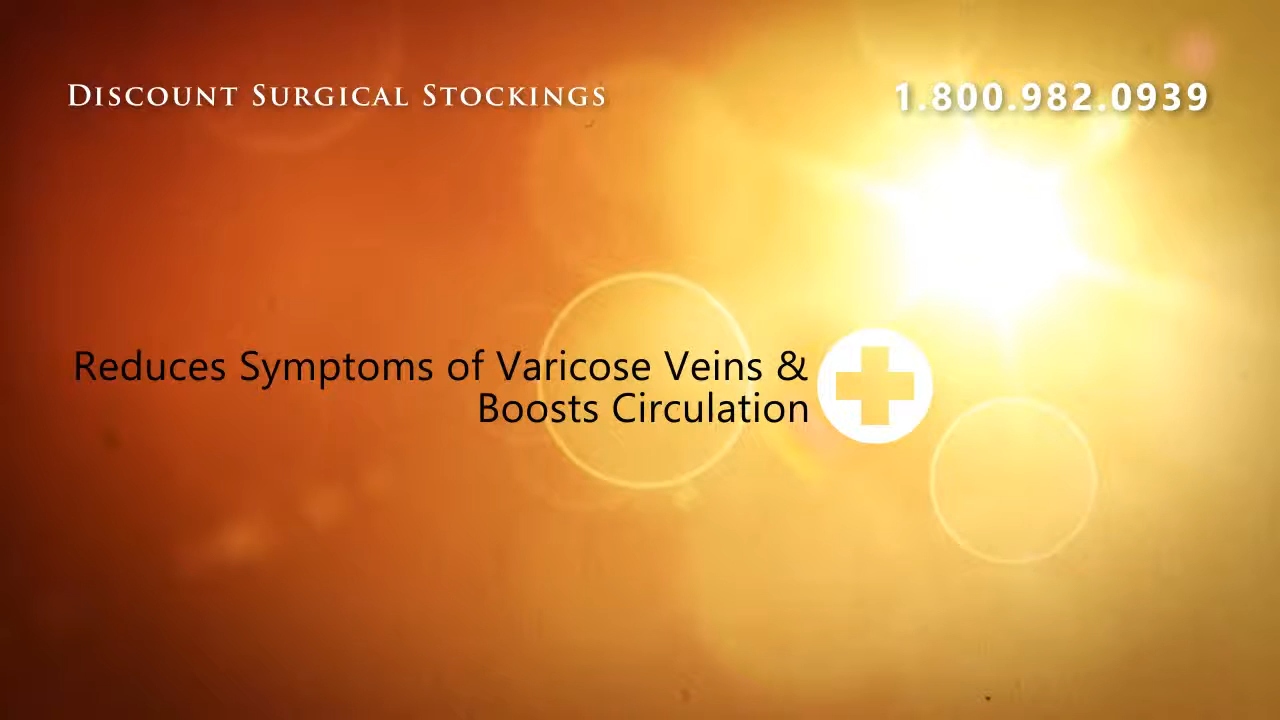 Discount Surgical Stockings
1.800.982.0939
Reduces Symptoms of Varicose Veins &
Boosts Circulation